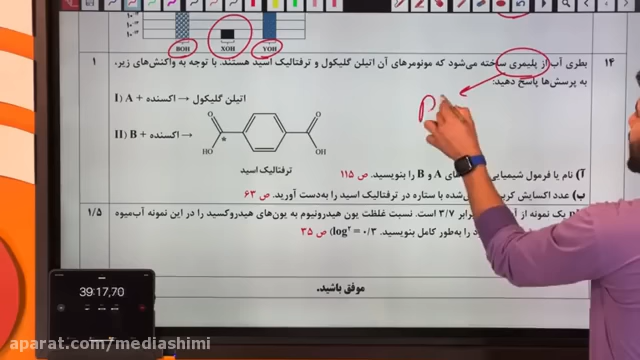 BOH XOH YOH
۱۴ بطری آب از پلیمری ساخته می‌شود که مونومرهای آن اتیلن گلیکول و ترفتالیک اسید هستند. با توجه به واکنش‌های زیر، ۱
به پرسش‌ها پاسخ دهید:
I) A + اکسنده → اتیلن گلیکول
II) B + اکسنده →
O O
HO * OH
ترفتالیک اسید
P
آ) نام یا فرمول شیمیایی A و B را بنویسید. ص ۱۱۵
ب) عدد اکسایش با ستاره در ترفتالیک اسید را به‌دست آورید. ص ۶۳
یک نمونه از برابر ۳/۷ است. نسبت غلظت یون هیدرونیوم به یون‌های هیدروکسید را در این نمونه آب‌میوه ۱/۵
را به‌طور کامل بنویسید. (log۲ = ۰/۳) ص ۳۵
موفق باشید.
39:17,70
aparat.com/mediashimi